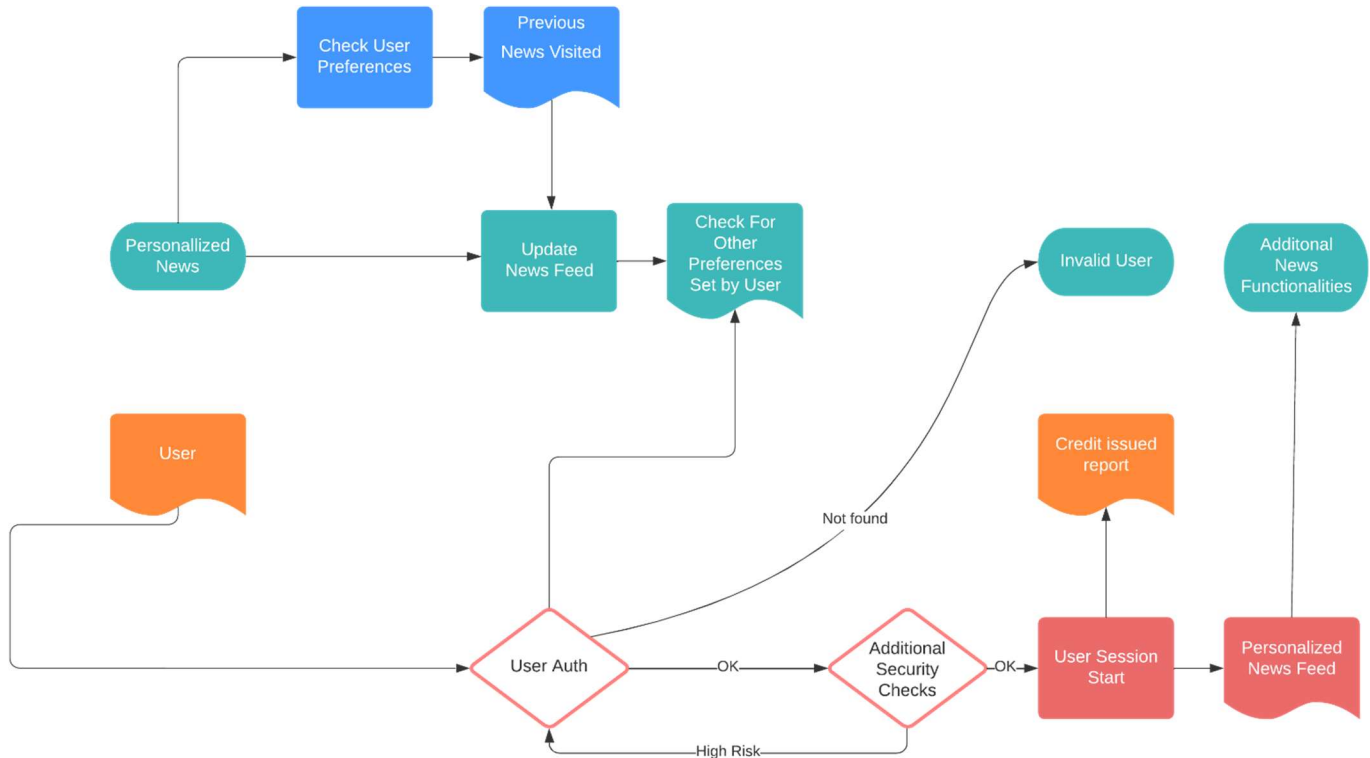 Check User
Preferences
Previous
News Visited
Personallized
News
Update
News Feed
Check For
Other
Preferences
Set by User
Invalid User
Additonal
News
Functionalities
User
Credit issued
report
Not found
User Auth
OK
Additional
Security
Checks
OK
User Session
Start
Personalized
News Feed
High Risk